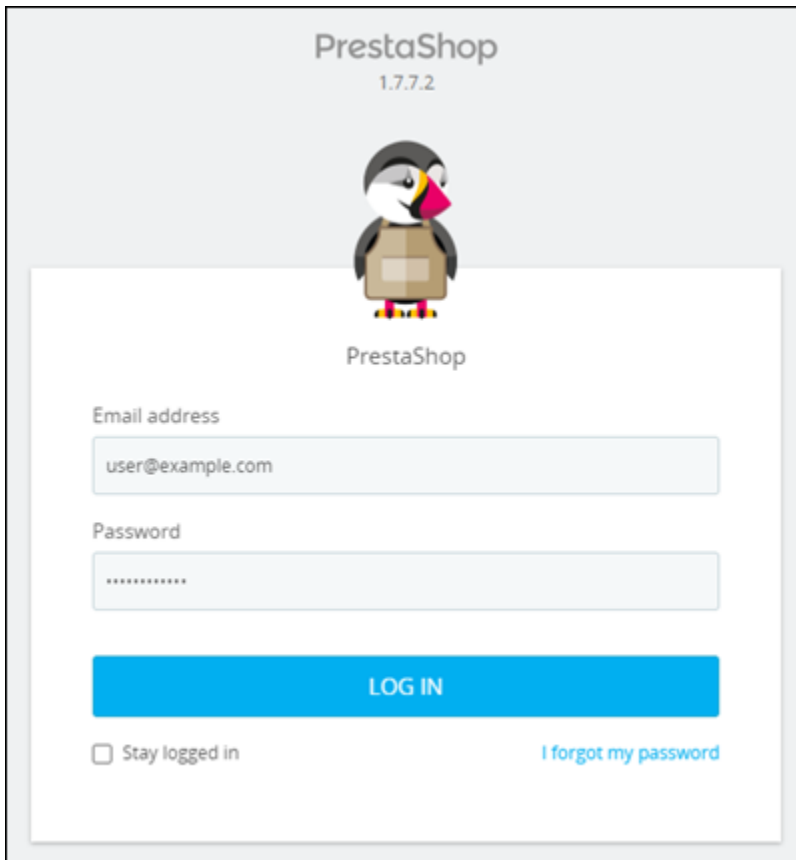 PrestaShop
1.7.7.2
PrestaShop
Email address
user@example.com
Password
••••••••••••
LOG IN
Stay logged in
I forgot my password